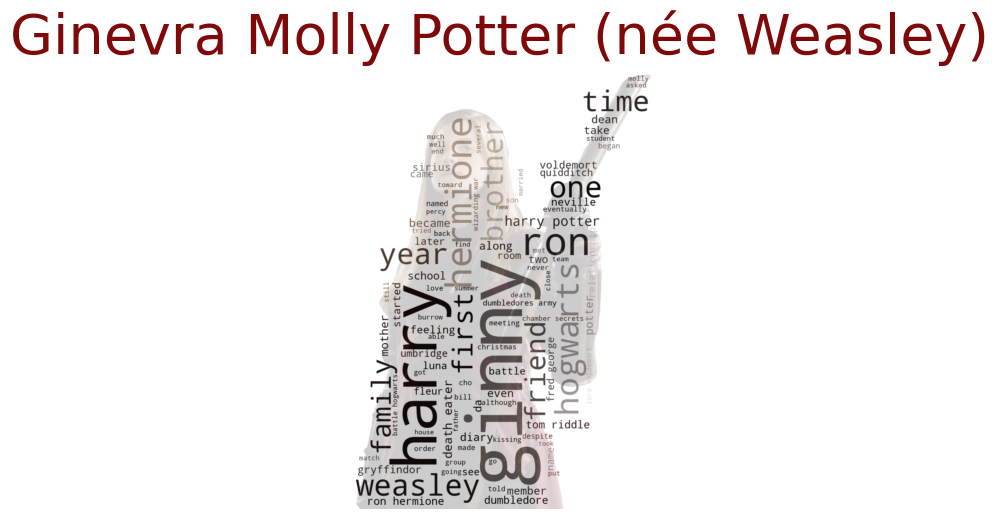 Ginevra Molly Potter (née Weasley)
molly
asked
time
dean
take
student
began
much
well
end
several
hermione
brother
sirius
came
toward
wizarding war
married
voldemort
quidditch
one
neville
eventually
named
percy
son
new
became
tried
back
later
find
harry potter
along
room
ron
met
two
team
never
year
school
close
hogwarts
still
started
love
summer
death
dumbledores army
ginny
harry
first
mother
burrow
feeling
able
meeting
chamber secrets
potter
christmas
friend
fred george
umbridge
luna
got
battle
family
battle hogwarts
fleur
cho
bill
even
although
da
death eater
father
tom riddle
house
order
diary
kissing
made
despite
took
name
put
match
gryffindor
group
going
see
go
weasley
told
member
ron hermione
dumbledore